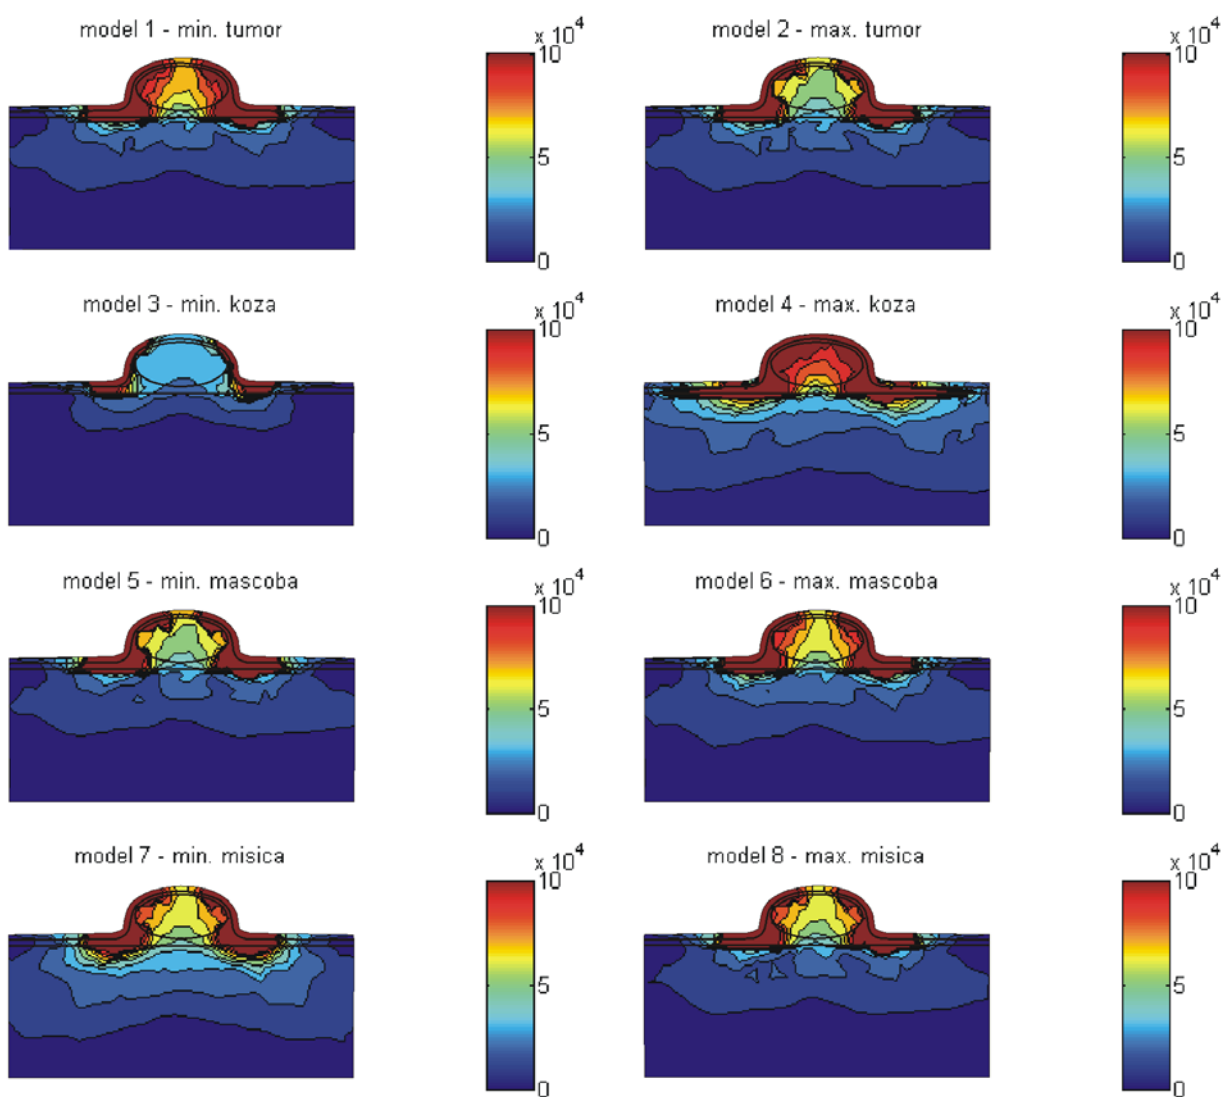 model 1 - min. tumor
x 10^4
10
5
0
model 2 - max. tumor
x 10^4
10
5
0
model 3 - min. koza
x 10^4
10
5
0
model 4 - max. koza
x 10^4
10
5
0
model 5 - min. mascoba
x 10^4
10
5
0
model 6 - max. mascoba
x 10^4
10
5
0
model 7 - min. misica
x 10^4
10
5
0
model 8 - max. misica
x 10^4
10
5
0